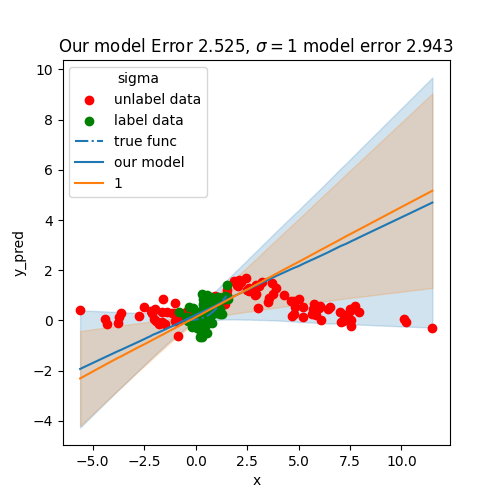 Our model Error 2.525, σ = 1 model error 2.943
sigma
unlabel data
label data
true func
our model
1
10
8
6
4
2
0
−2
−4
y_pred
−5.0
−2.5
0.0
2.5
5.0
7.5
10.0
x